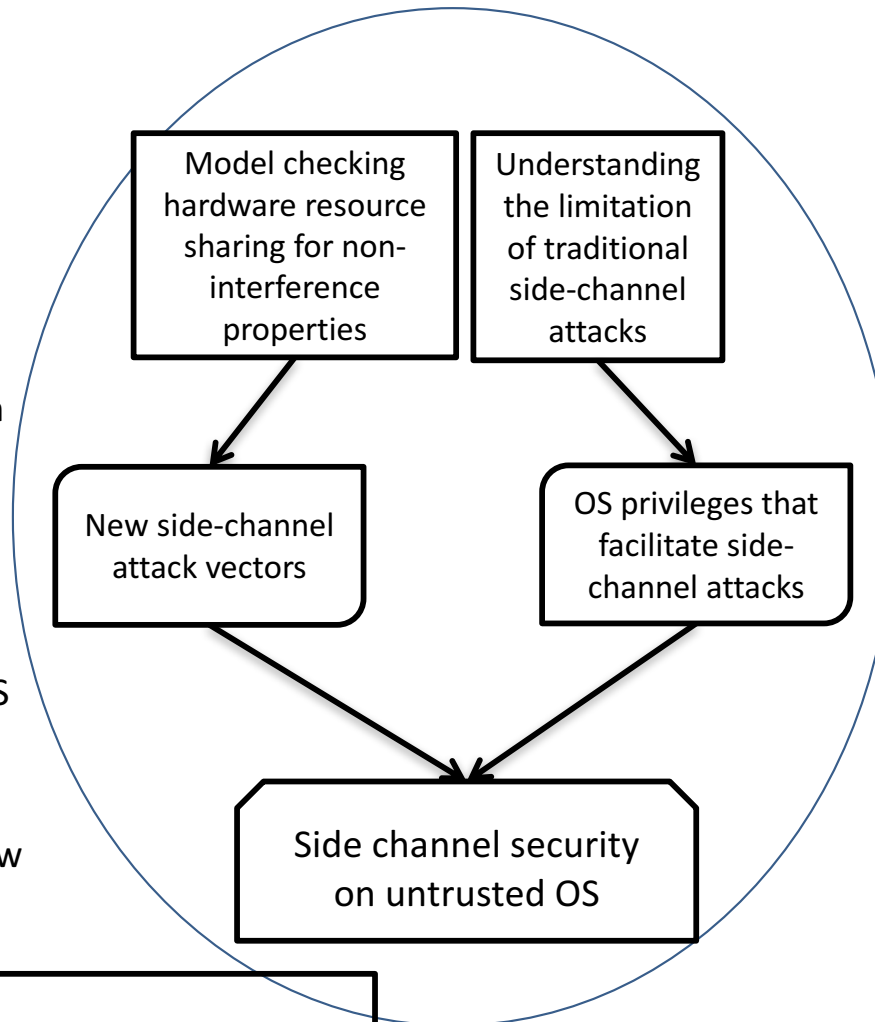 Model checking
hardware resource
sharing for non-
interference
properties
Understanding
the limitation
of traditional
side-channel
attacks
New side-channel
attack vectors
OS privileges that
facilitate side-
channel attacks
Side channel security
on untrusted OS